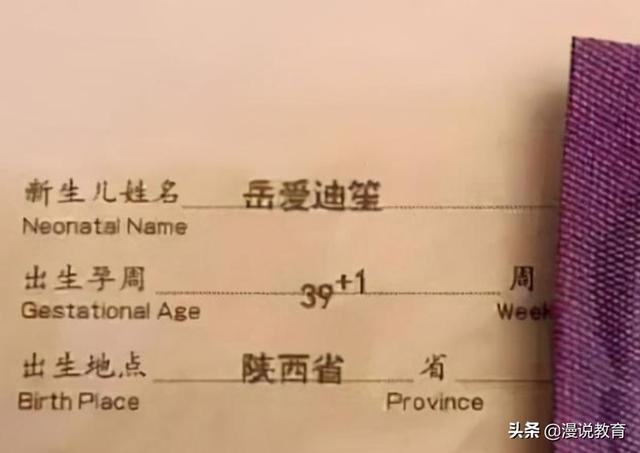 新生儿姓名 岳爱迪笙
Neonatal Name
出生孕周 39+1 周
Gestational Age Week
出生地点 陕西省 省
Birth Place Province
头条 @漫说教育